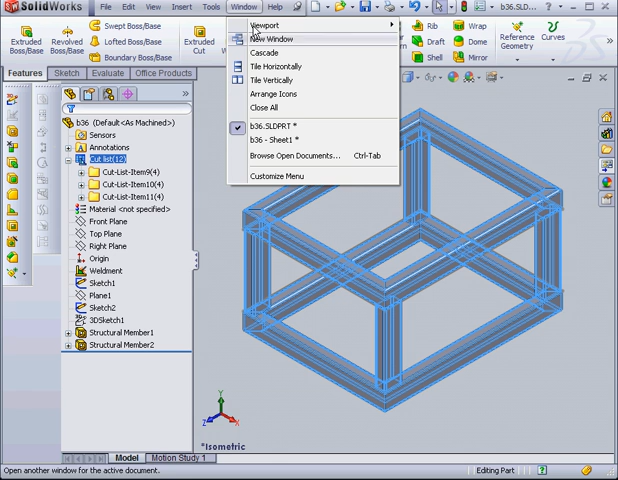 SolidWorks File Edit View Insert Tools Window Help b36.SLD...
Extruded Boss/Base
Revolved Boss/Base
Swept Boss/Base
Lofted Boss/Base
Boundary Boss/Base
Extruded Cut
Rib
Draft
Shell
Wrap
Dome
Mirror
Reference Geometry
Curves
Features Sketch Evaluate Office Products
Viewport
New Window
Cascade
Tile Horizontally
Tile Vertically
Arrange Icons
Close All
b36.SLDPRT *
b36 - Sheet1 *
Browse Open Documents... Ctrl-Tab
Customize Menu
b36 (Default<As Machined>)
Sensors
Annotations
Cut list(12)
Cut-List-Item9(4)
Cut-List-Item10(4)
Cut-List-Item11(4)
Material <not specified>
Front Plane
Top Plane
Right Plane
Origin
Weldment
Sketch1
Plane1
Sketch2
3DSketch1
Structural Member1
Structural Member2
Y
Z
X
*Isometric
Model Motion Study 1
Open another window for the active document. Editing Part